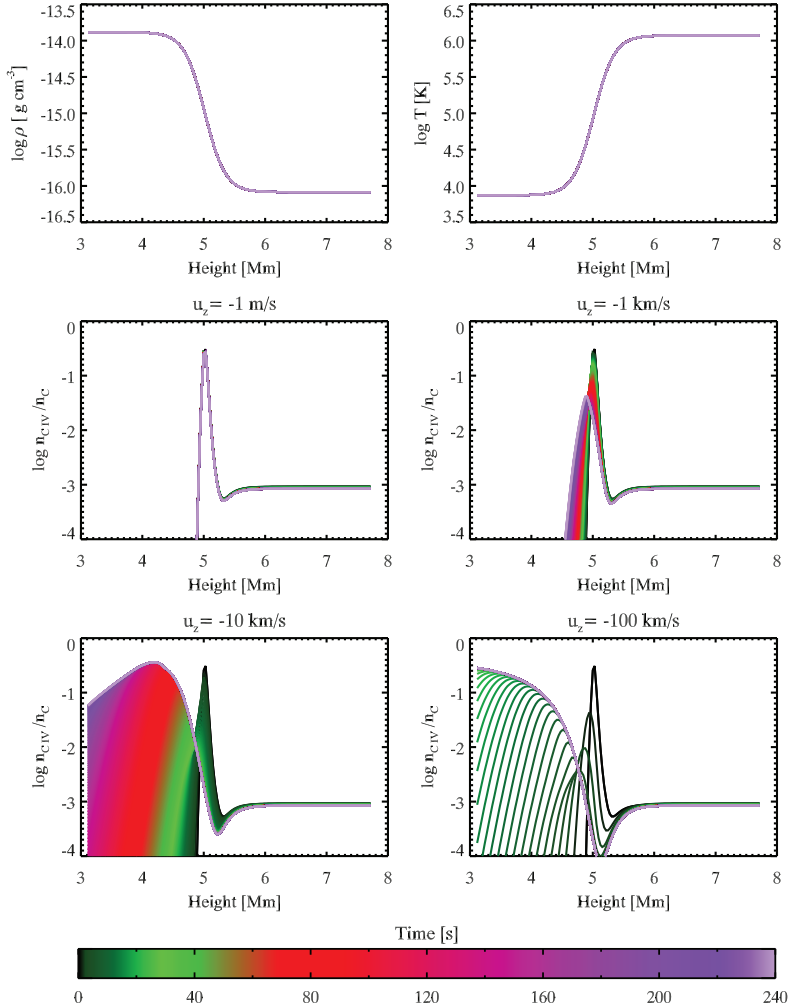 log ρ [ g cm⁻³]
-13.5
-14.0
-14.5
-15.0
-15.5
-16.0
-16.5
3 4 5 6 7 8
Height [Mm]
log T [K]
6.0
5.5
5.0
4.5
4.0
3.5
3 4 5 6 7 8
Height [Mm]
u_z= -1 m/s
log n_CIV/n_C
0
-1
-2
-3
-4
3 4 5 6 7 8
Height [Mm]
u_z= -1 km/s
log n_CIV/n_C
0
-1
-2
-3
-4
3 4 5 6 7 8
Height [Mm]
u_z= -10 km/s
log n_CIV/n_C
0
-1
-2
-3
-4
3 4 5 6 7 8
Height [Mm]
u_z= -100 km/s
log n_CIV/n_C
0
-1
-2
-3
-4
3 4 5 6 7 8
Height [Mm]
Time [s]
0 40 80 120 160 200 240